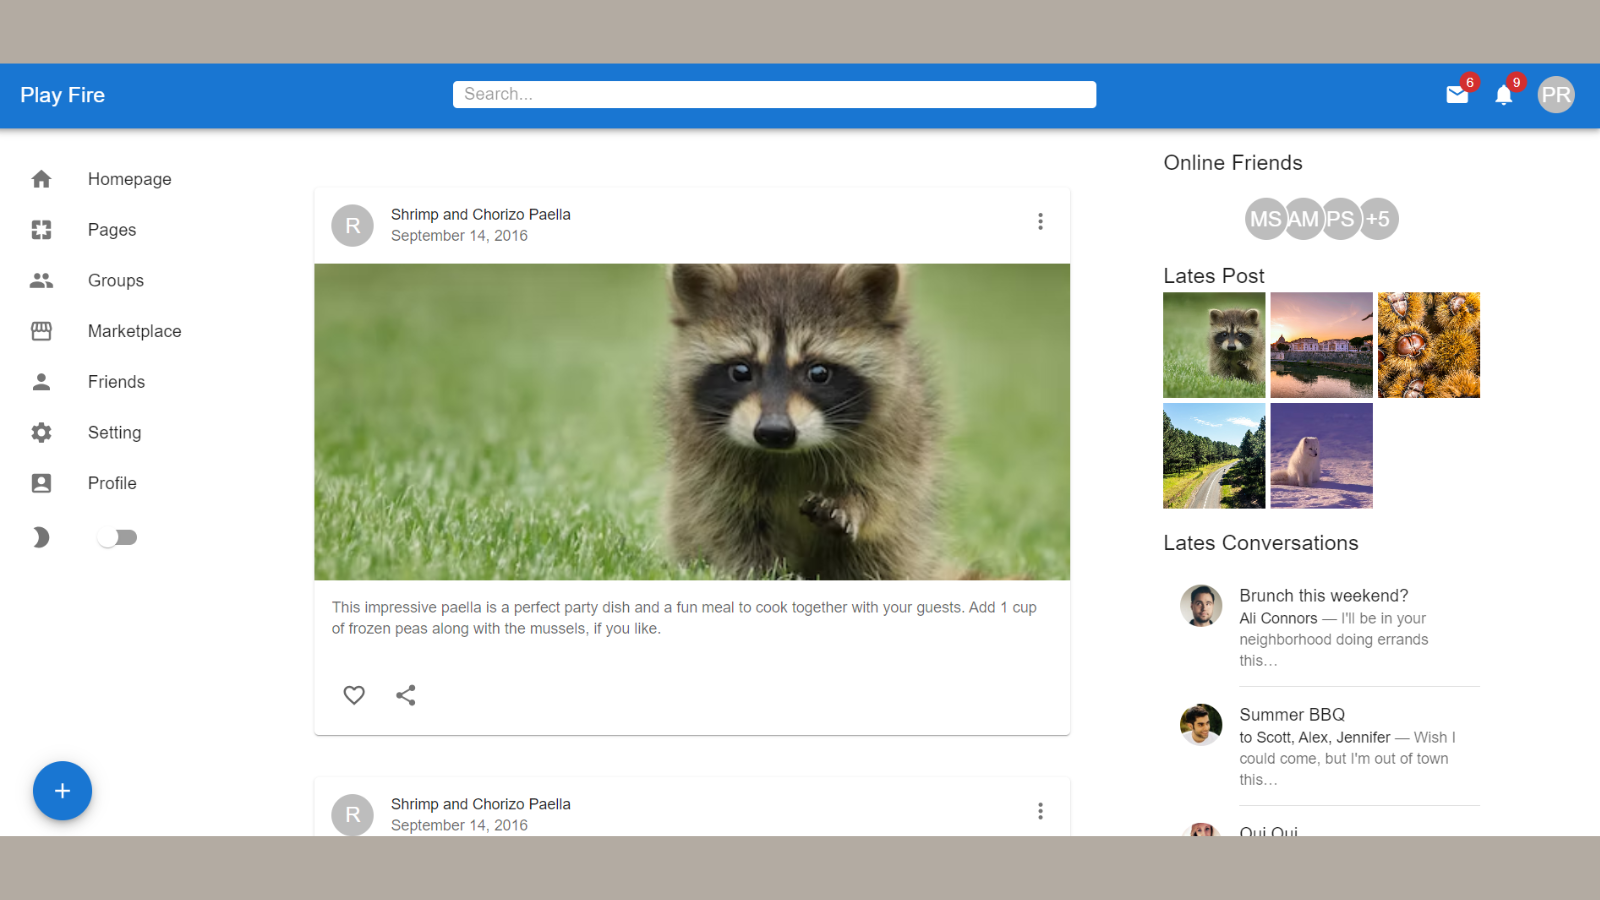 Play Fire
Search...
6
9
PR
Homepage
Pages
Groups
Marketplace
Friends
Setting
Profile
R
Shrimp and Chorizo Paella
September 14, 2016
This impressive paella is a perfect party dish and a fun meal to cook together with your guests. Add 1 cup
of frozen peas along with the mussels, if you like.
R
Shrimp and Chorizo Paella
September 14, 2016
Online Friends
MS
AM
PS
+5
Lates Post
Lates Conversations
Brunch this weekend?
Ali Connors — I'll be in your
neighborhood doing errands
this…
Summer BBQ
to Scott, Alex, Jennifer — Wish I
could come, but I'm out of town
this…
Oui Oui